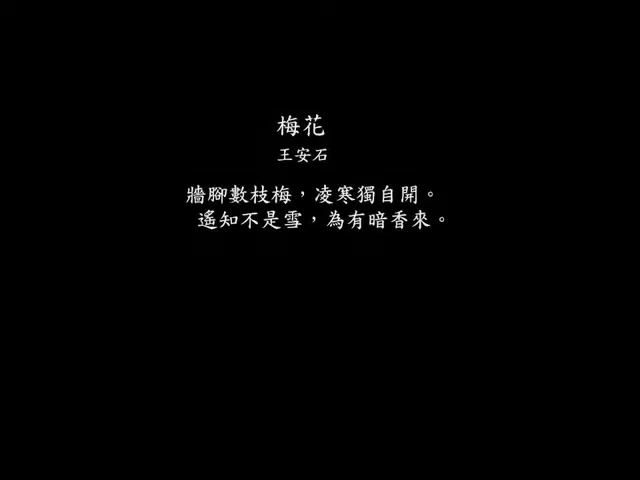 梅花
王安石
牆腳數枝梅，凌寒獨自開。
遙知不是雪，為有暗香來。